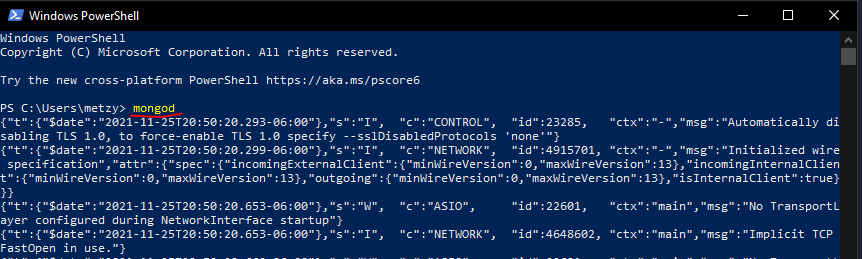 Windows PowerShell
Windows PowerShell
Copyright (C) Microsoft Corporation. All rights reserved.
Try the new cross-platform PowerShell https://aka.ms/pscore6
PS C:\Users\metzy> mongod
{"t":{"$date":"2021-11-25T20:50:20.293-06:00"},"s":"I",  "c":"CONTROL",  "id":23285,   "ctx":"-","msg":"Automatically di
sabling TLS 1.0, to force-enable TLS 1.0 specify --sslDisabledProtocols 'none'"}
{"t":{"$date":"2021-11-25T20:50:20.299-06:00"},"s":"I",  "c":"NETWORK",  "id":4915701, "ctx":"-","msg":"Initialized wire
 specification","attr":{"spec":{"incomingExternalClient":{"minWireVersion":0,"maxWireVersion":13},"incomingInternalClien
t":{"minWireVersion":0,"maxWireVersion":13},"outgoing":{"minWireVersion":0,"maxWireVersion":13},"isInternalClient":true}
}}
{"t":{"$date":"2021-11-25T20:50:20.653-06:00"},"s":"W",  "c":"ASIO",     "id":22601,   "ctx":"main","msg":"No TransportL
ayer configured during NetworkInterface startup"}
{"t":{"$date":"2021-11-25T20:50:20.653-06:00"},"s":"I",  "c":"NETWORK",  "id":4648602, "ctx":"main","msg":"Implicit TCP
FastOpen in use."}